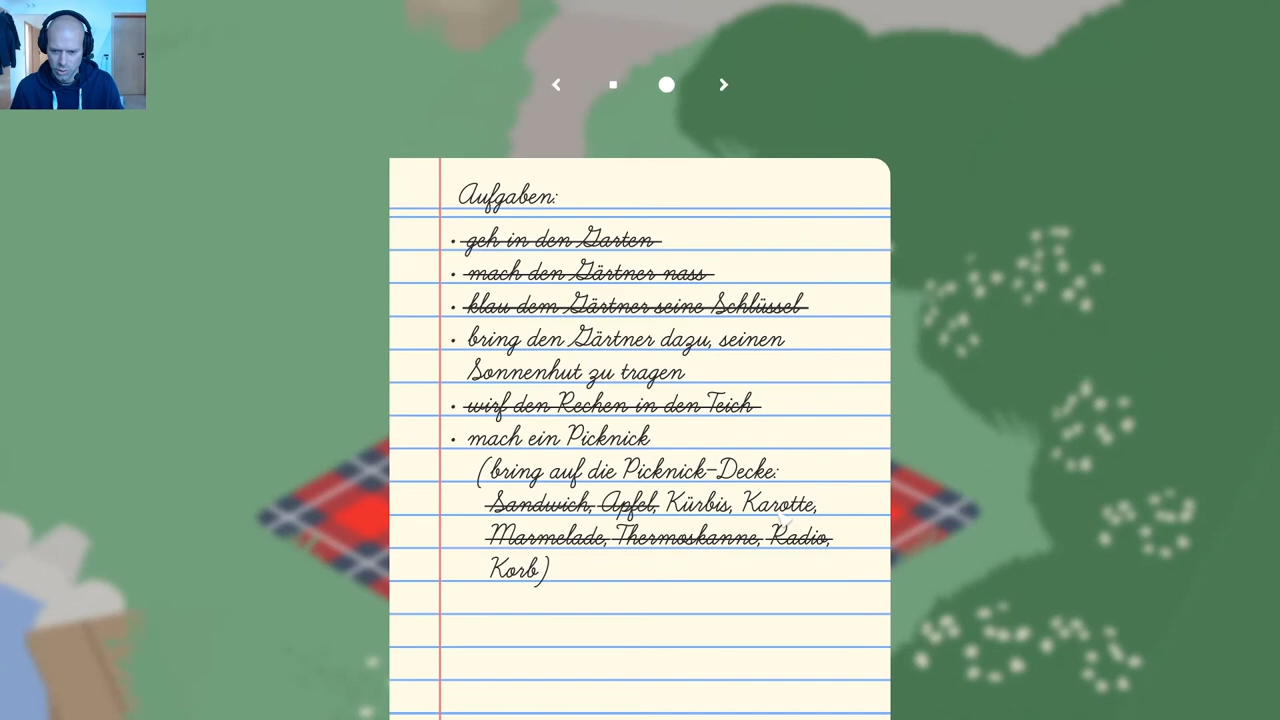 Aufgaben:
• geh in den Garten
• mach den Gärtner nass
• klau dem Gärtner seine Schlüssel
• bring den Gärtner dazu, seinen
Sonnenhut zu tragen
• wirf den Rechen in den Teich
• mach ein Picknick
(bring auf die Picknick-Decke:
Sandwich, Apfel, Kürbis, Karotte,
Marmelade, Thermoskanne, Radio,
Korb)